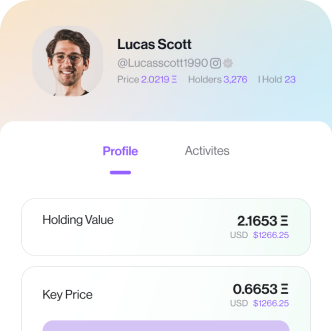 Lucas Scott
@Lucasscott1990
Price 2.0219 Ξ Holders 3,276 I Hold 23
Profile Activites
Holding Value 2.1653 Ξ
USD $1266.25
Key Price 0.6653 Ξ
USD $1266.25